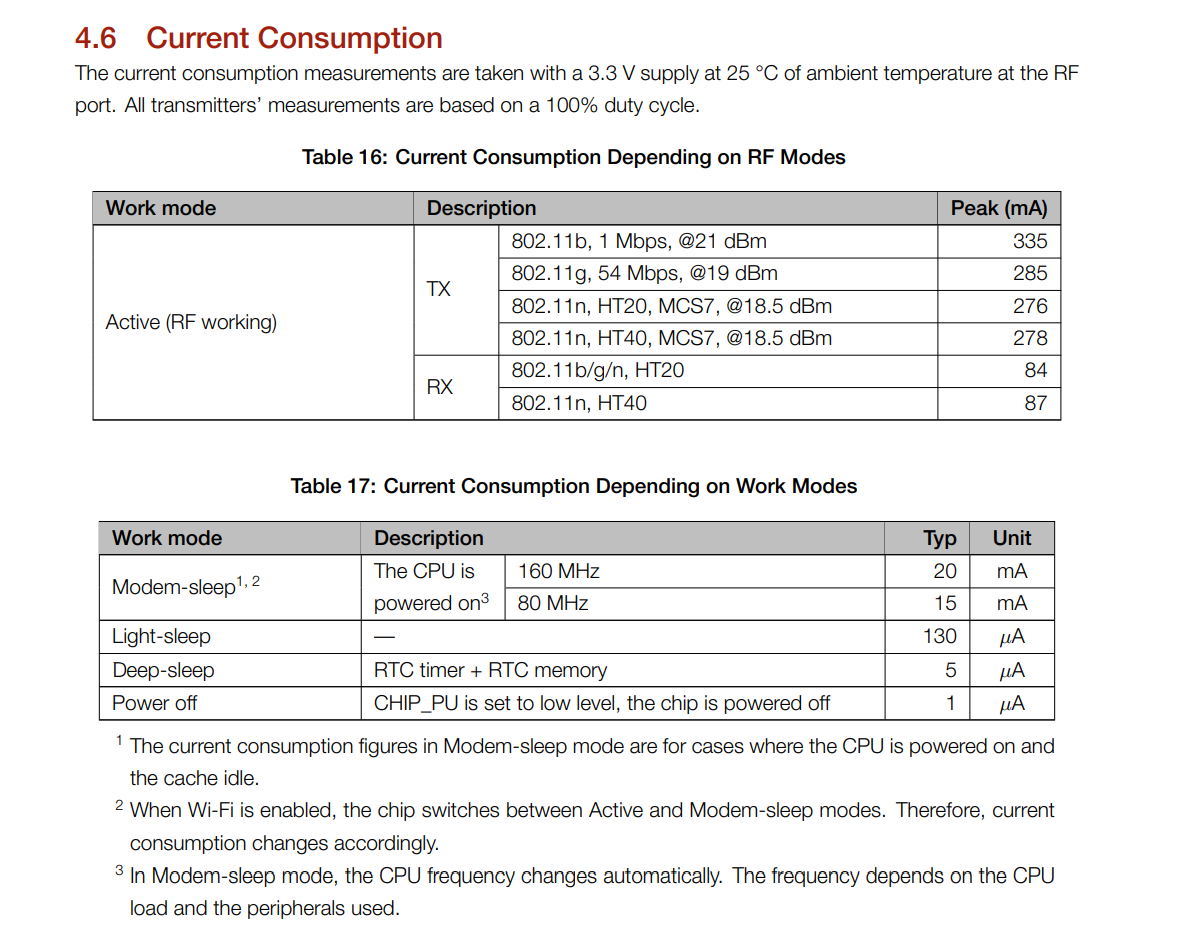 4.6 Current Consumption
The current consumption measurements are taken with a 3.3 V supply at 25 °C of ambient temperature at the RF
port. All transmitters’ measurements are based on a 100% duty cycle.
Table 16: Current Consumption Depending on RF Modes
Work mode Description Peak (mA)
Active (RF working) TX 802.11b, 1 Mbps, @21 dBm 335
802.11g, 54 Mbps, @19 dBm 285
802.11n, HT20, MCS7, @18.5 dBm 276
802.11n, HT40, MCS7, @18.5 dBm 278
RX 802.11b/g/n, HT20 84
802.11n, HT40 87
Table 17: Current Consumption Depending on Work Modes
Work mode Description Typ Unit
Modem-sleep1, 2 The CPU is 160 MHz 20 mA
powered on3 80 MHz 15 mA
Light-sleep — 130 µA
Deep-sleep RTC timer + RTC memory 5 µA
Power off CHIP_PU is set to low level, the chip is powered off 1 µA
1 The current consumption figures in Modem-sleep mode are for cases where the CPU is powered on and
the cache idle.
2 When Wi-Fi is enabled, the chip switches between Active and Modem-sleep modes. Therefore, current
consumption changes accordingly.
3 In Modem-sleep mode, the CPU frequency changes automatically. The frequency depends on the CPU
load and the peripherals used.